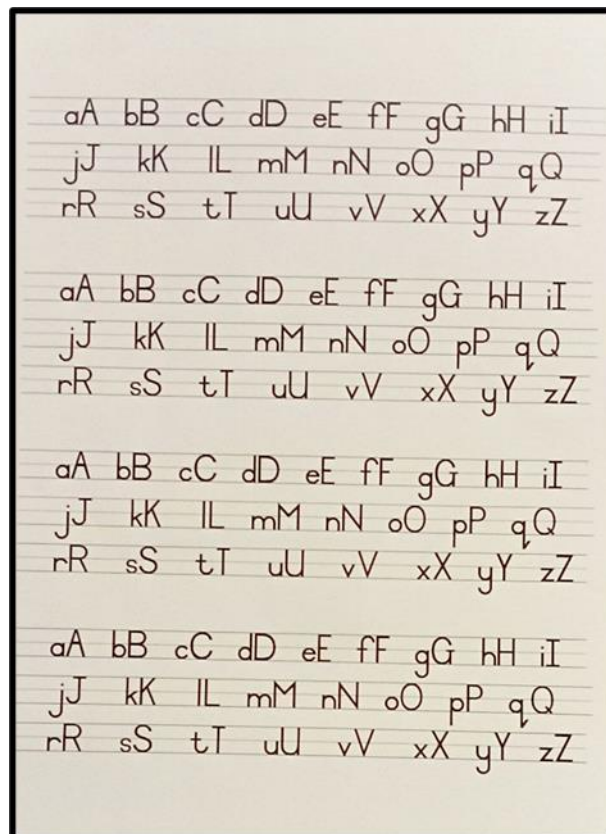 aA bB cC dD eE fF gG hH iI
jJ kK lL mM nN oO pP qQ
rR sS tT uU vV xX yY zZ
aA bB cC dD eE fF gG hH iI
jJ kK lL mM nN oO pP qQ
rR sS tT uU vV xX yY zZ
aA bB cC dD eE fF gG hH iI
jJ kK lL mM nN oO pP qQ
rR sS tT uU vV xX yY zZ
aA bB cC dD eE fF gG hH iI
jJ kK lL mM nN oO pP qQ
rR sS tT uU vV xX yY zZ